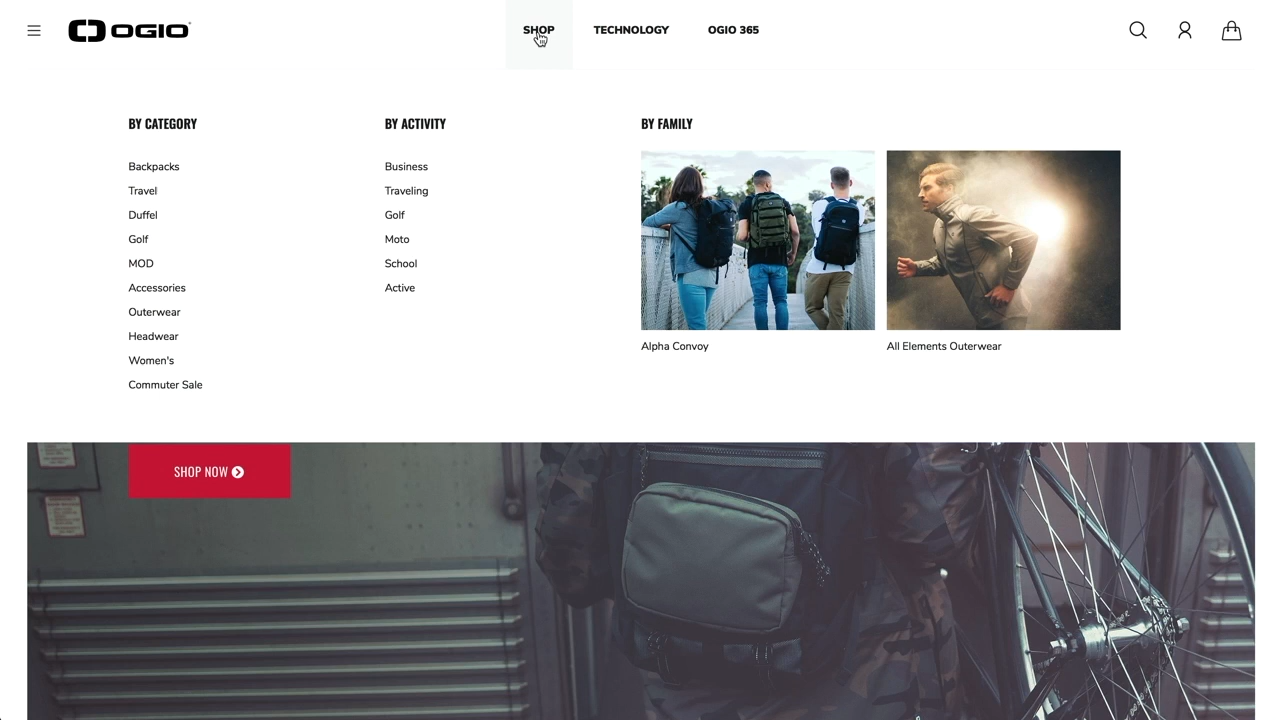 OGIO
SHOP
TECHNOLOGY
OGIO 365
BY CATEGORY
Backpacks
Travel
Duffel
Golf
MOD
Accessories
Outerwear
Headwear
Women's
Commuter Sale
BY ACTIVITY
Business
Traveling
Golf
Moto
School
Active
BY FAMILY
Alpha Convoy
All Elements Outerwear
SHOP NOW